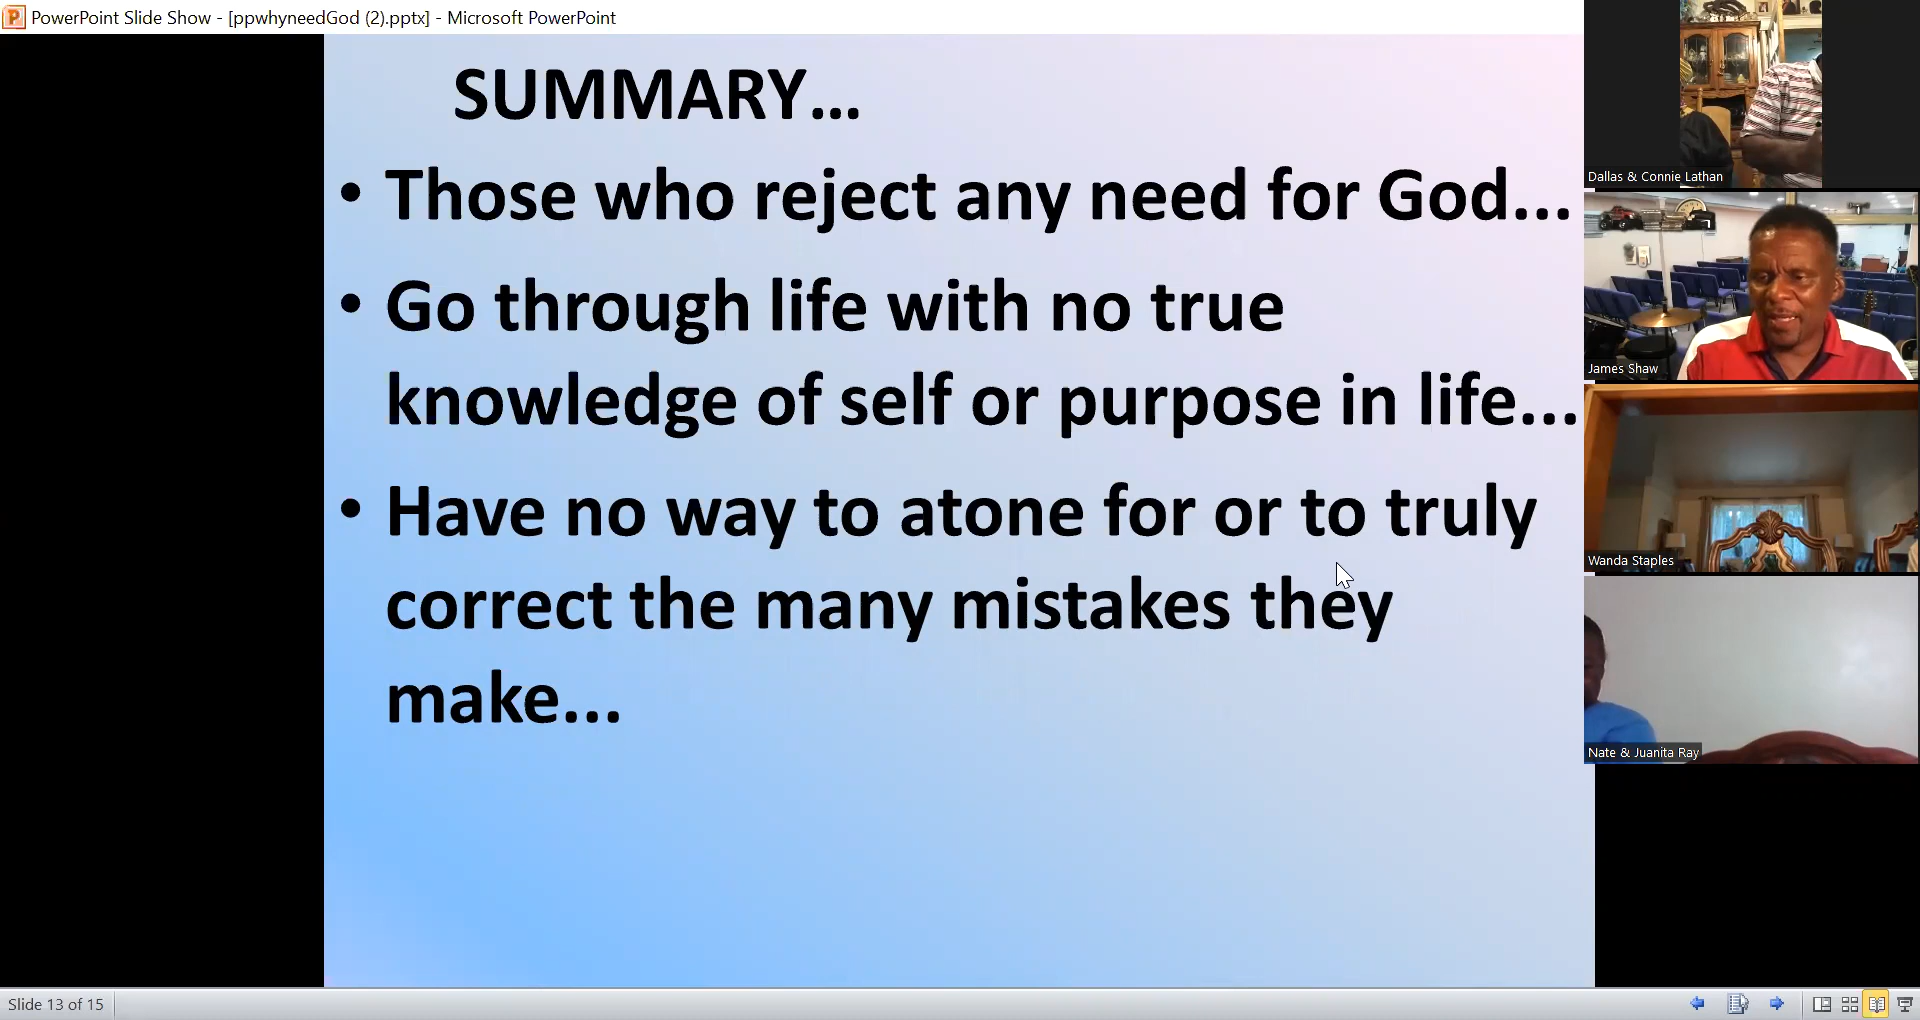 PowerPoint Slide Show - [ppwhyneedGod (2).pptx] - Microsoft PowerPoint
SUMMARY...
• Those who reject any need for God...
• Go through life with no true
knowledge of self or purpose in life...
• Have no way to atone for or to truly
correct the many mistakes they
make...
Dallas & Connie Lathan
James Shaw
Wanda Staples
Nate & Juanita Ray
Slide 13 of 15